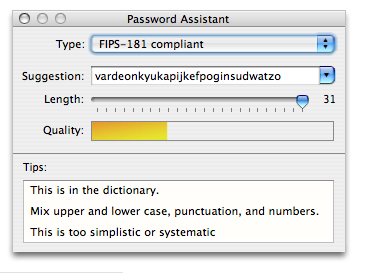 Password Assistant
Type: FIPS-181 compliant
Suggestion: vardeonkyukapijkefpoginsudwatzo
Length: 31
Quality:
Tips:
This is in the dictionary.
Mix upper and lower case, punctuation, and numbers.
This is too simplistic or systematic